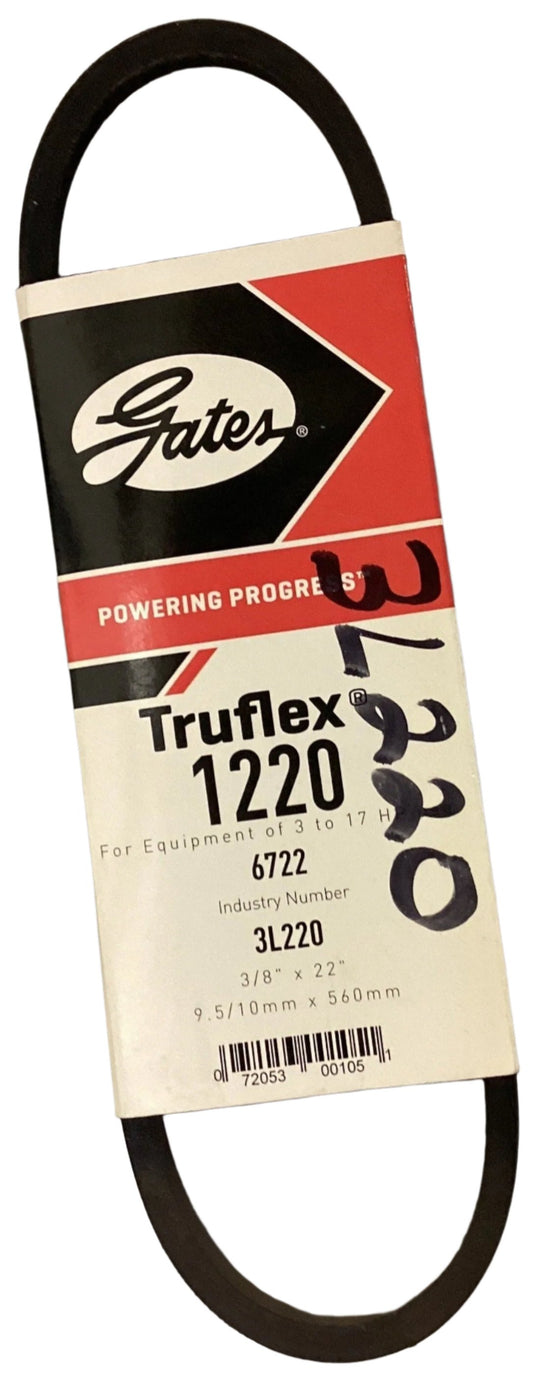 Gates®
POWERING PROGRESS™
Truflex®
1220
For Equipment of 3 to 17 H
6722
Industry Number
3L220
3/8" x 22"
9.5/10mm x 560mm
0 72053 00105 1
3L220